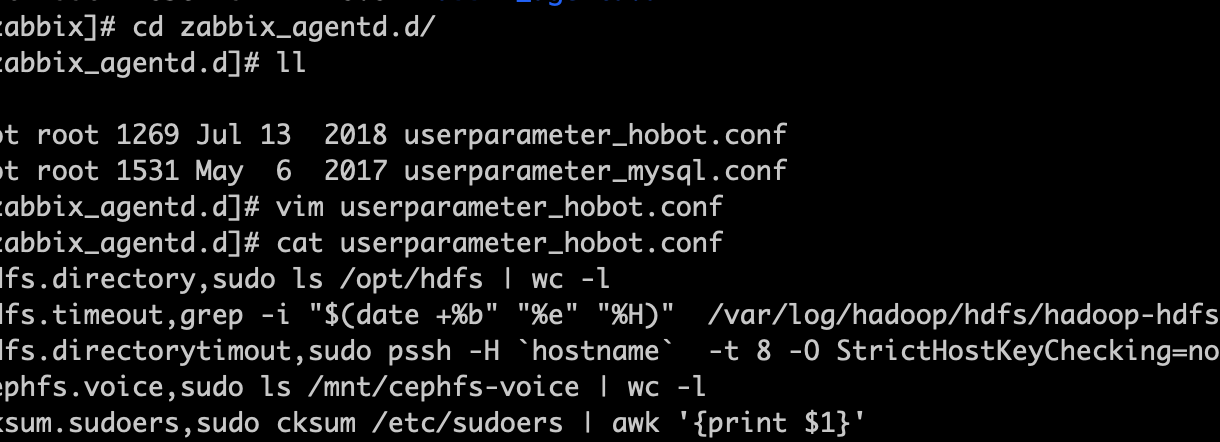 zabbix]# cd zabbix_agentd.d/
zabbix_agentd.d]# ll
ot root 1269 Jul 13  2018 userparameter_hobot.conf
ot root 1531 May  6  2017 userparameter_mysql.conf
zabbix_agentd.d]# vim userparameter_hobot.conf
zabbix_agentd.d]# cat userparameter_hobot.conf
dfs.directory,sudo ls /opt/hdfs | wc -l
dfs.timeout,grep -i "$(date +%b" "%e" "%H)"  /var/log/hadoop/hdfs/hadoop-hdfs
dfs.directorytimout,sudo pssh -H `hostname`  -t 8 -O StrictHostKeyChecking=no
ephfs.voice,sudo ls /mnt/cephfs-voice | wc -l
ksum.sudoers,sudo cksum /etc/sudoers | awk '{print $1}'